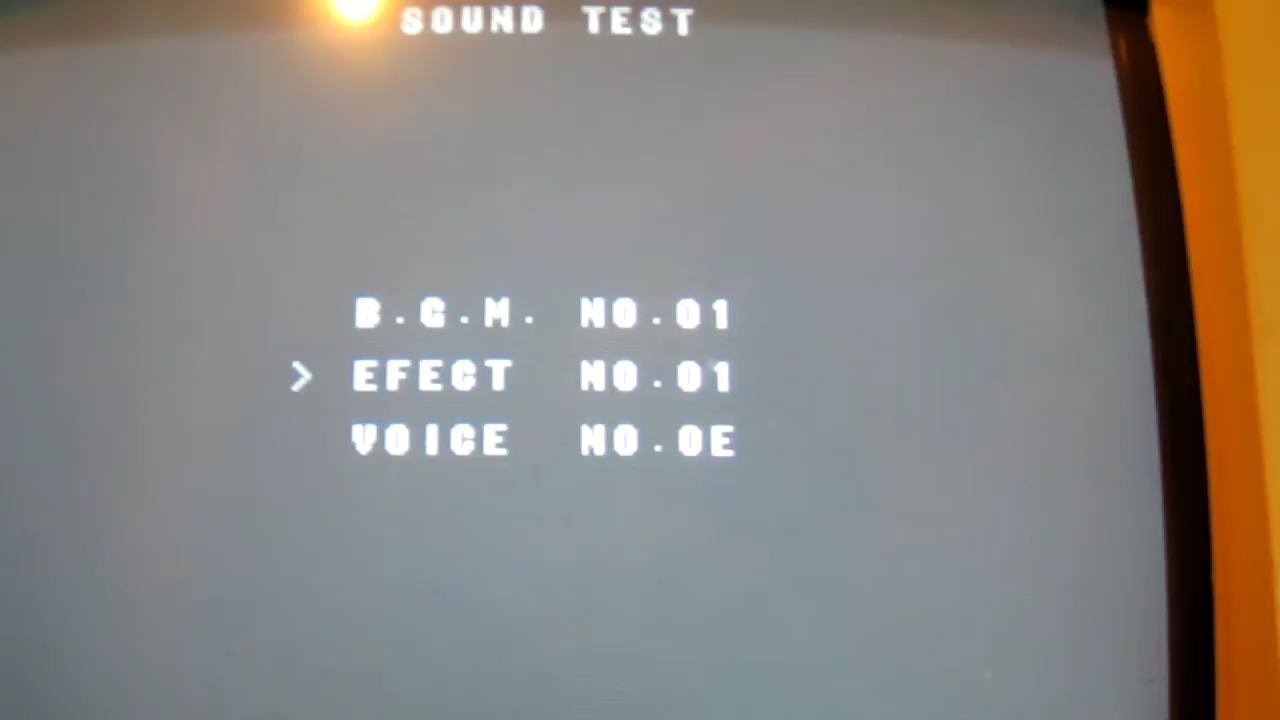 SOUND TEST
B.G.M. NO.01
> EFECT NO.01
VOICE NO.0E